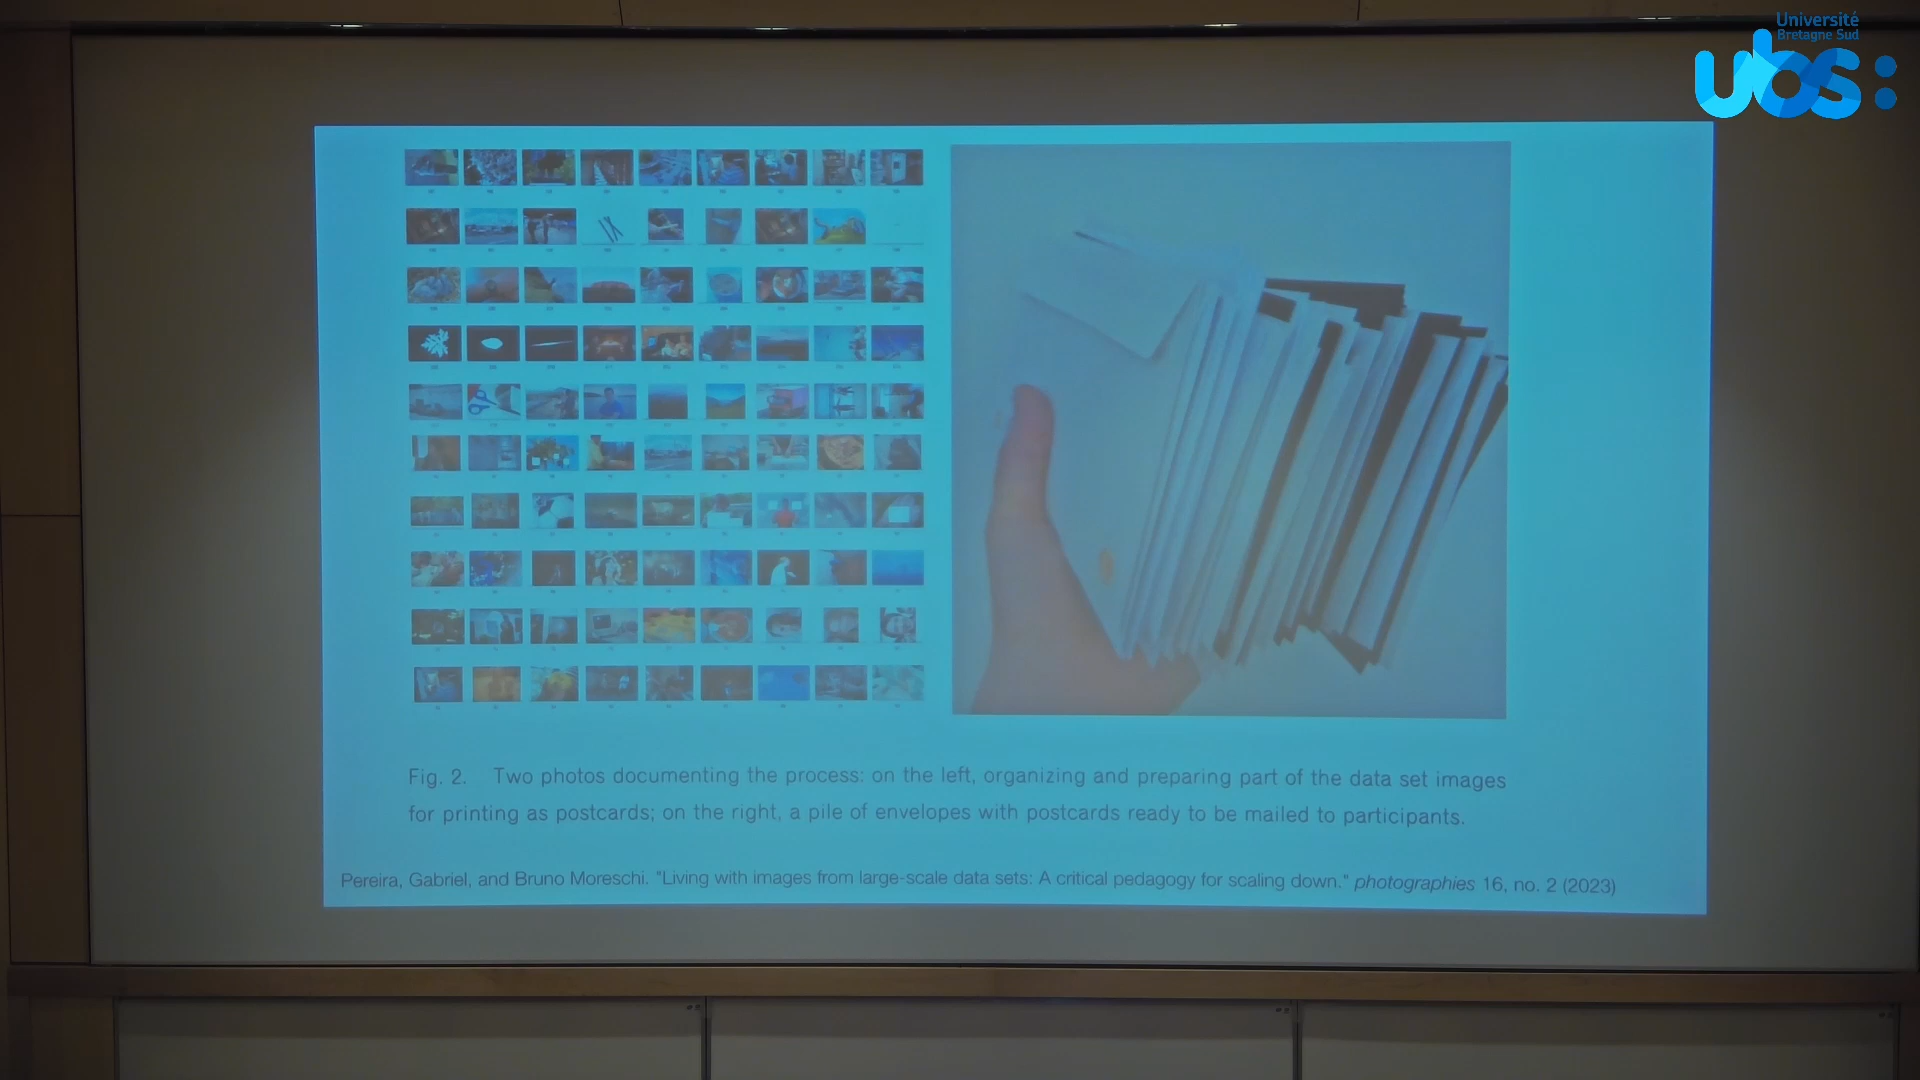 Université
Bretagne Sud
ubs:
Fig. 2. Two photos documenting the process: on the left, organizing and preparing part of the data set images
for printing as postcards; on the right, a pile of envelopes with postcards ready to be mailed to participants.
Pereira, Gabriel, and Bruno Moreschi. "Living with images from large-scale data sets: A critical pedagogy for scaling down." photographies 16, no. 2 (2023)